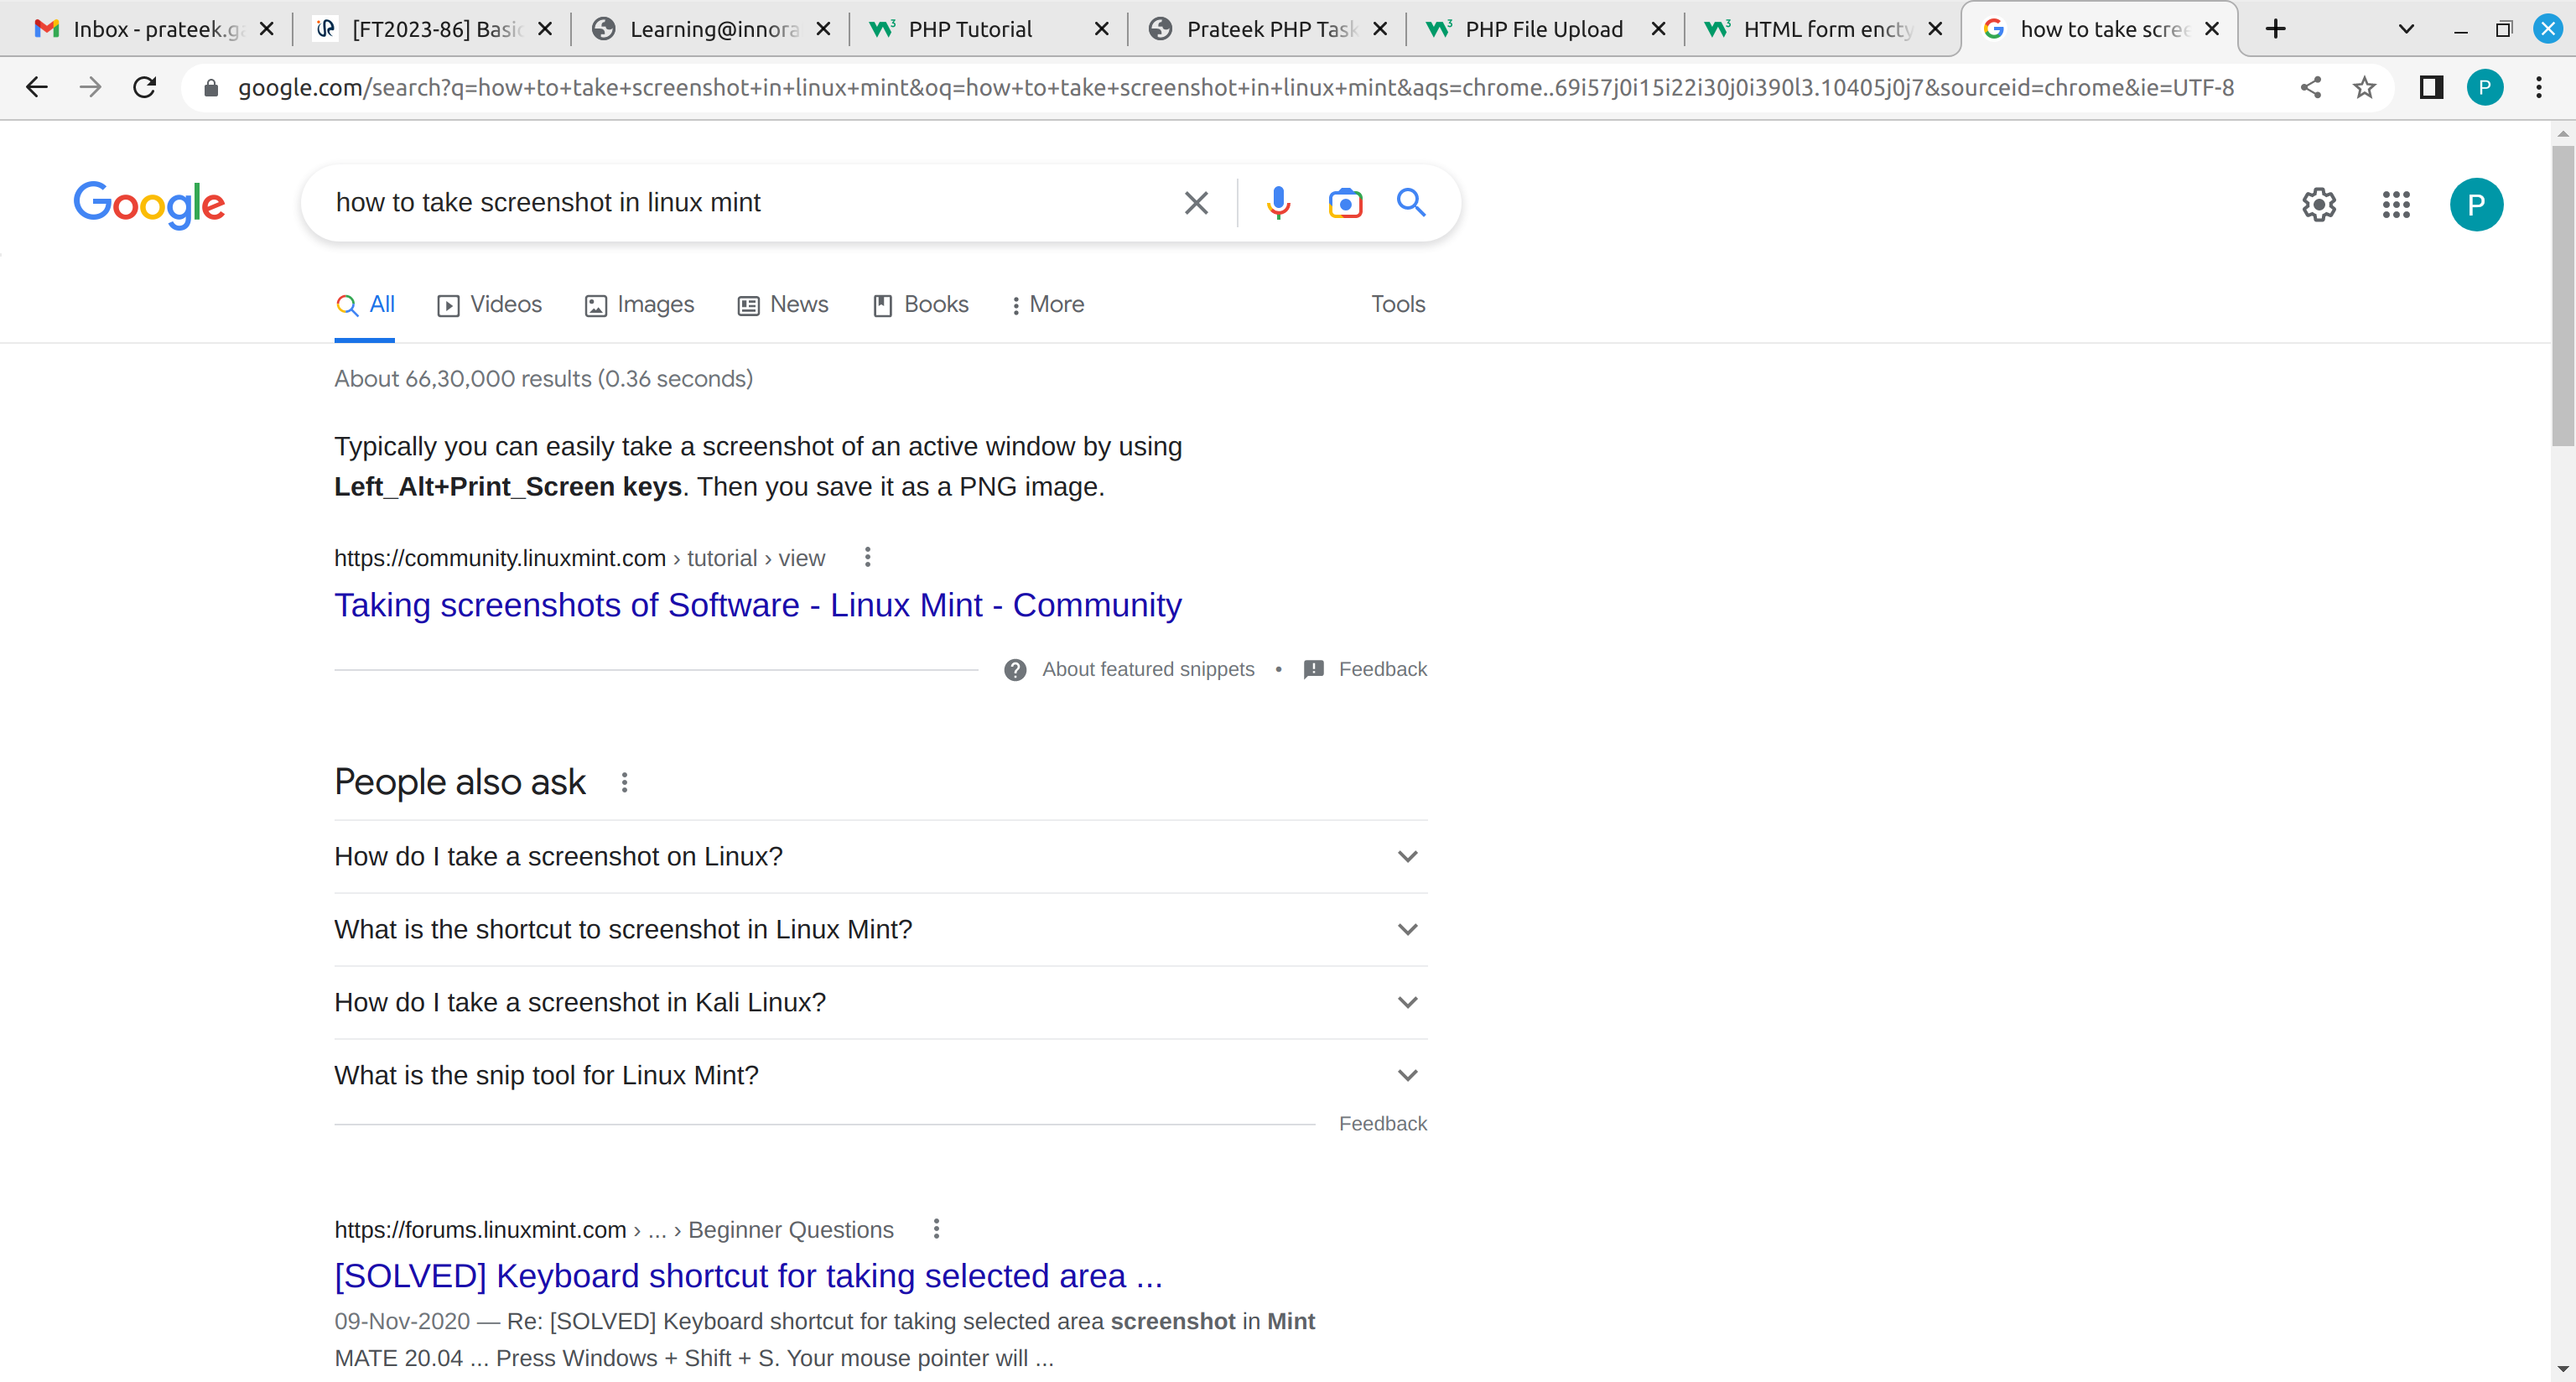 Inbox - prateek.ga
[FT2023-86] Basic
Learning@innora
PHP Tutorial
Prateek PHP Task
PHP File Upload
HTML form encty
how to take scree
google.com/search?q=how+to+take+screenshot+in+linux+mint&oq=how+to+take+screenshot+in+linux+mint&aqs=chrome..69i57j0i15i22i30j0i390l3.10405j0j7&sourceid=chrome&ie=UTF-8
P
Google
how to take screenshot in linux mint
P
All
Videos
Images
News
Books
More
Tools
About 66,30,000 results (0.36 seconds)
Typically you can easily take a screenshot of an active window by using
Left_Alt+Print_Screen keys. Then you save it as a PNG image.
https://community.linuxmint.com › tutorial › view
Taking screenshots of Software - Linux Mint - Community
About featured snippets • Feedback
People also ask
How do I take a screenshot on Linux?
What is the shortcut to screenshot in Linux Mint?
How do I take a screenshot in Kali Linux?
What is the snip tool for Linux Mint?
Feedback
https://forums.linuxmint.com › ... › Beginner Questions
[SOLVED] Keyboard shortcut for taking selected area ...
09-Nov-2020 — Re: [SOLVED] Keyboard shortcut for taking selected area screenshot in Mint
MATE 20.04 ... Press Windows + Shift + S. Your mouse pointer will ...